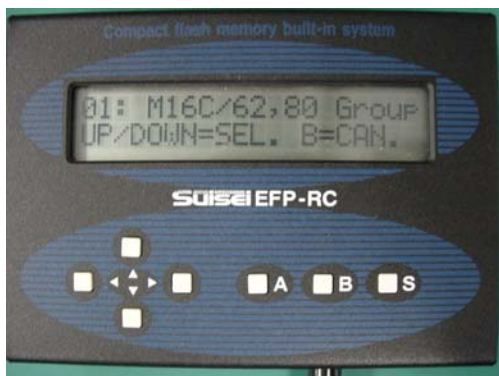 Compact flash memory built-in system
01: M16C/62,80 Group
UP/DOWN=SEL. B=CAN.
Suisei EFP-RC
A B S